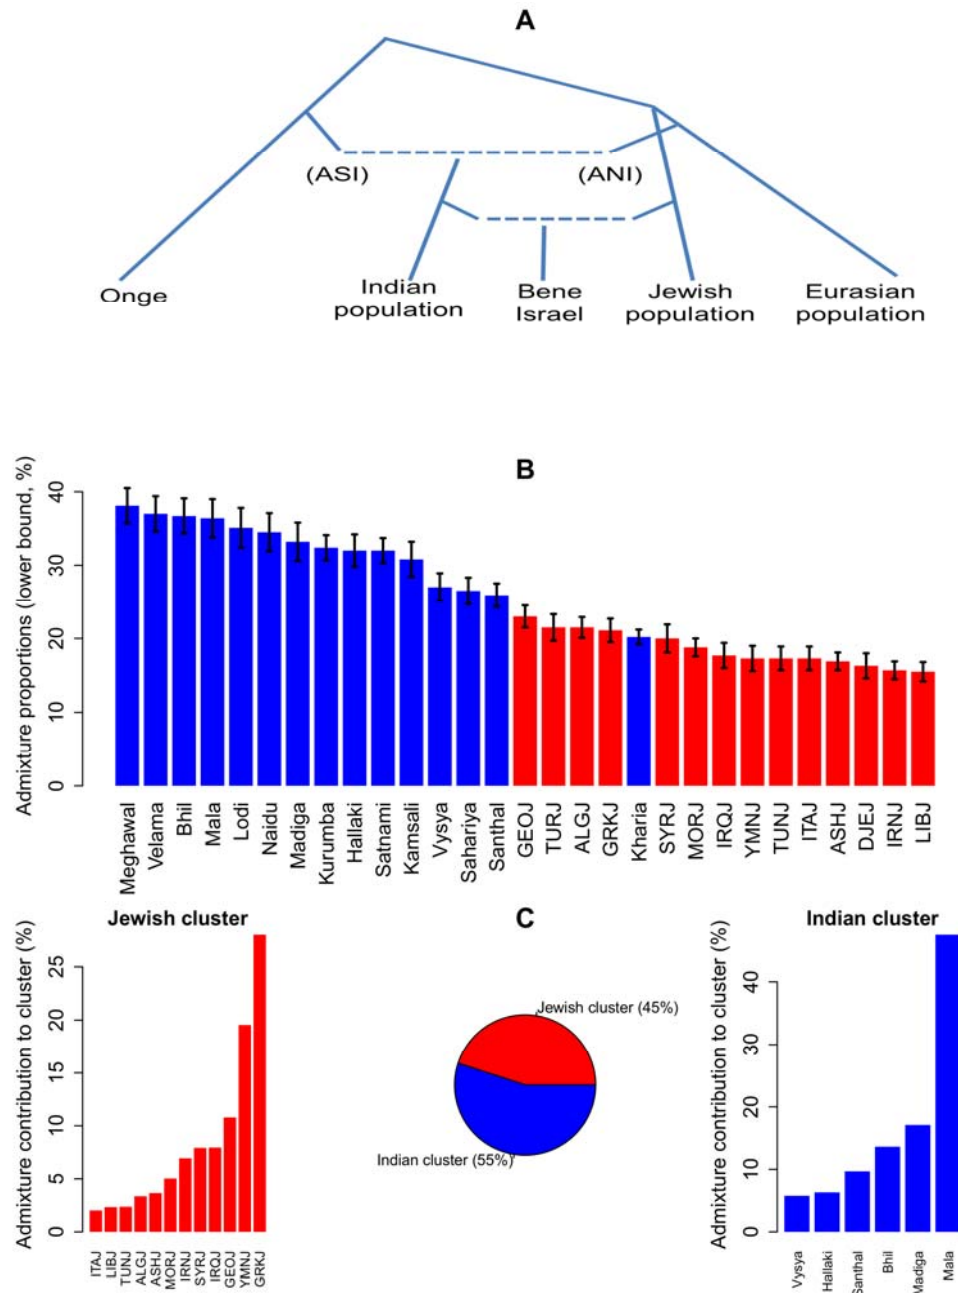 A
(ASI)
(ANI)
Onge
Indian
population
Bene
Israel
Jewish
population
Eurasian
population
B
Admixture proportions (lower bound, %)
40
30
20
10
0
Meghawal
Velama
Bhil
Mala
Lodi
Naidu
Madiga
Kurumba
Hallaki
Satnami
Kamsali
Vysya
Sahariya
Santhal
GEOJ
TURJ
ALGJ
GRKJ
Kharia
SYRJ
MORJ
IRQJ
YMNJ
TUNJ
ITAJ
ASHJ
DJEJ
IRNJ
LIBJ
C
Jewish cluster
Admixture contribution to cluster (%)
25
20
15
10
5
0
ITAJ
LIBJ
TUNJ
ALGJ
ASHJ
MORJ
IRNJ
SYRJ
IRQJ
GEOJ
YMNJ
GRKJ
Jewish cluster (45%)
Indian cluster (55%)
Indian cluster
Admixture contribution to cluster (%)
40
30
20
10
0
Vysya
Hallaki
Santhal
Bhil
Madiga
Mala